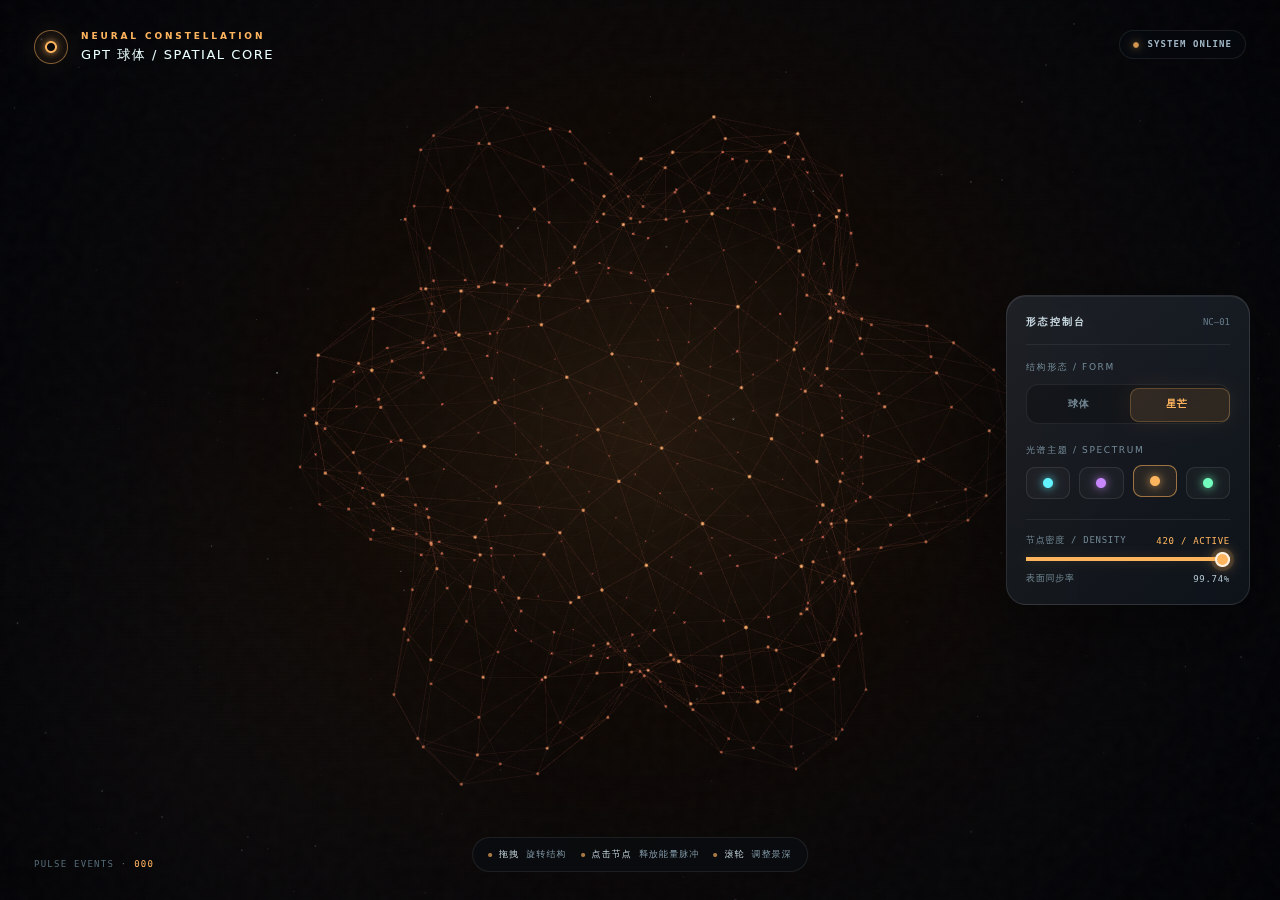 NEURAL CONSTELLATION
GPT 球体 / SPATIAL CORE
SYSTEM ONLINE
形态控制台 NC—01
结构形态 / FORM
球体 星芒
光谱主题 / SPECTRUM
节点密度 / DENSITY 420 / ACTIVE
表面同步率 99.74%
PULSE EVENTS · 000
拖拽 旋转结构 点击节点 释放能量脉冲 滚轮 调整景深